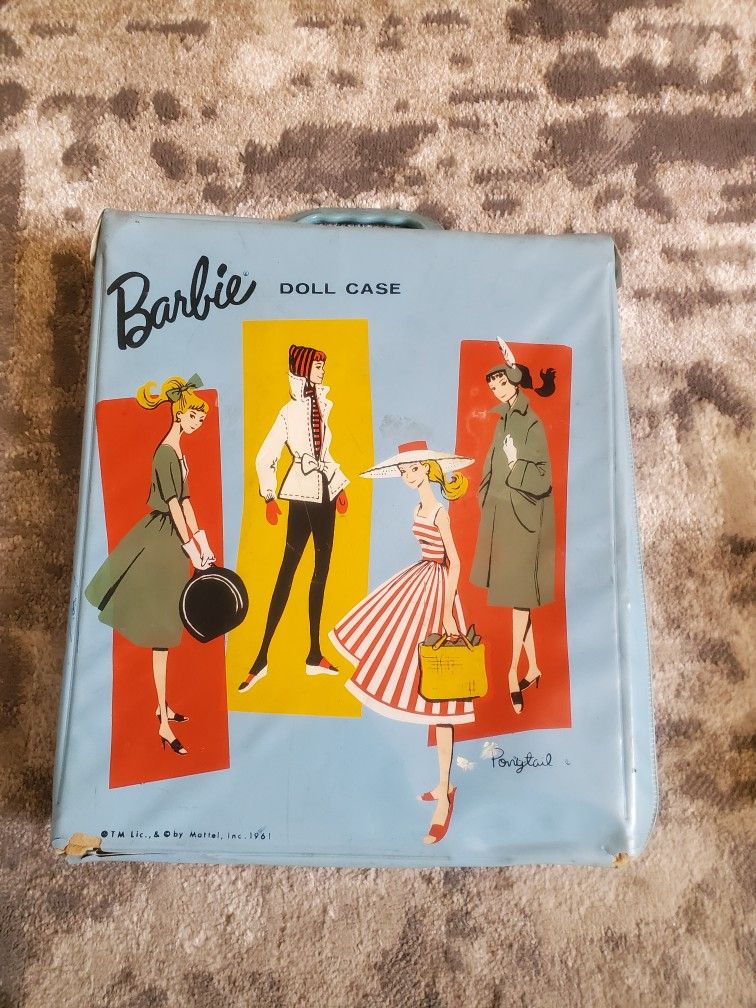 Barbie®
DOLL CASE
Ponytail
®TM Lic., & © by Mattel, Inc. 1961